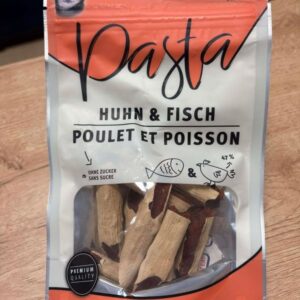 Pasta
HUHN & FISCH
POULET ET POISSON
OHNE ZUCKER
SANS SUCRE
&
47 %
PREMIUM
QUALITY